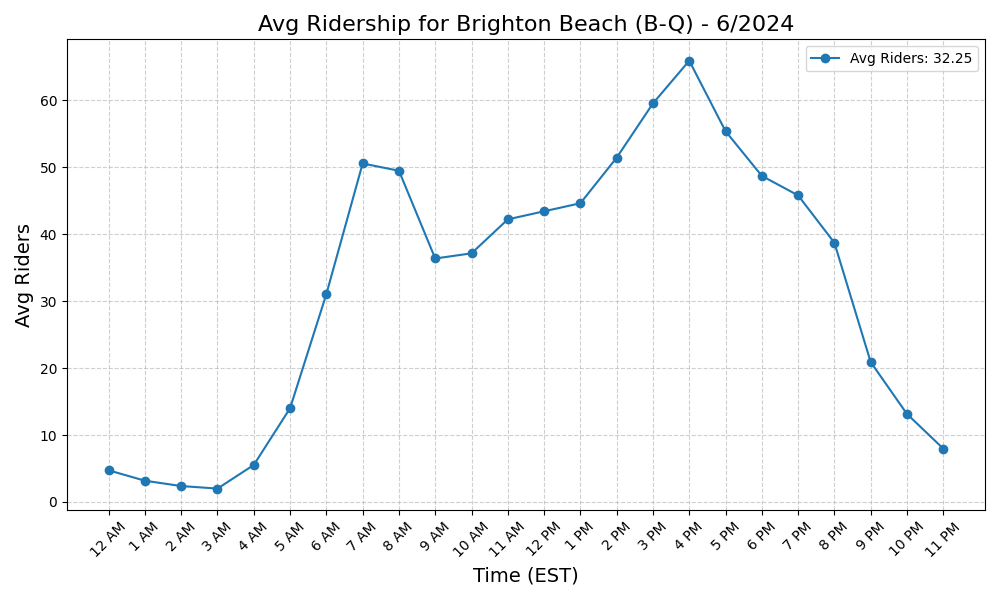 Avg Ridership for Brighton Beach (B-Q) - 6/2024
Avg Riders: 32.25
Avg Riders
60
50
40
30
20
10
0
12 AM
1 AM
2 AM
3 AM
4 AM
5 AM
6 AM
7 AM
8 AM
9 AM
10 AM
11 AM
12 PM
1 PM
2 PM
3 PM
4 PM
5 PM
6 PM
7 PM
8 PM
9 PM
10 PM
11 PM
Time (EST)